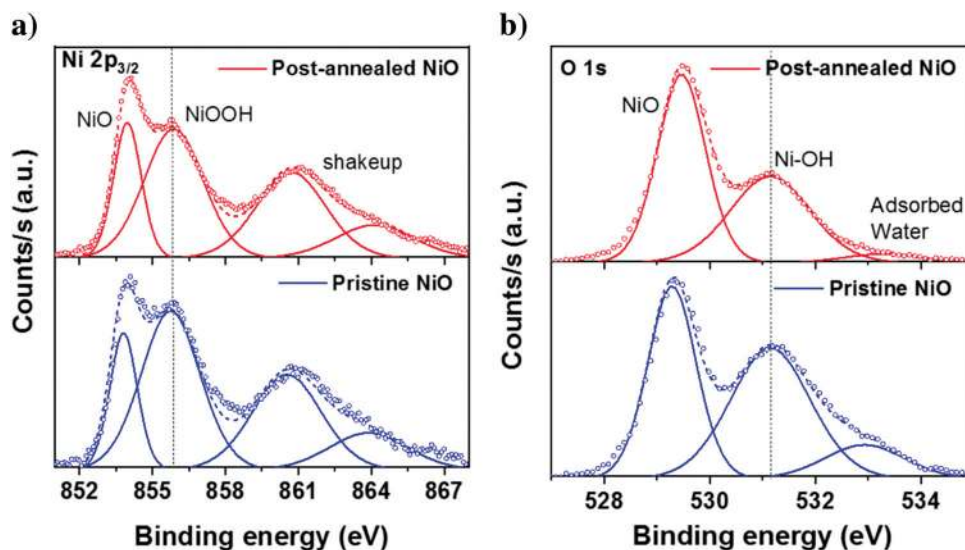 a)
Ni 2p3/2
Post-annealed NiO
NiO
NiOOH
shakeup
Pristine NiO
Counts/s (a.u.)
852 855 858 861 864 867
Binding energy (eV)
b)
O 1s
Post-annealed NiO
NiO
Ni-OH
Adsorbed
Water
Pristine NiO
Counts/s (a.u.)
528 530 532 534
Binding energy (eV)